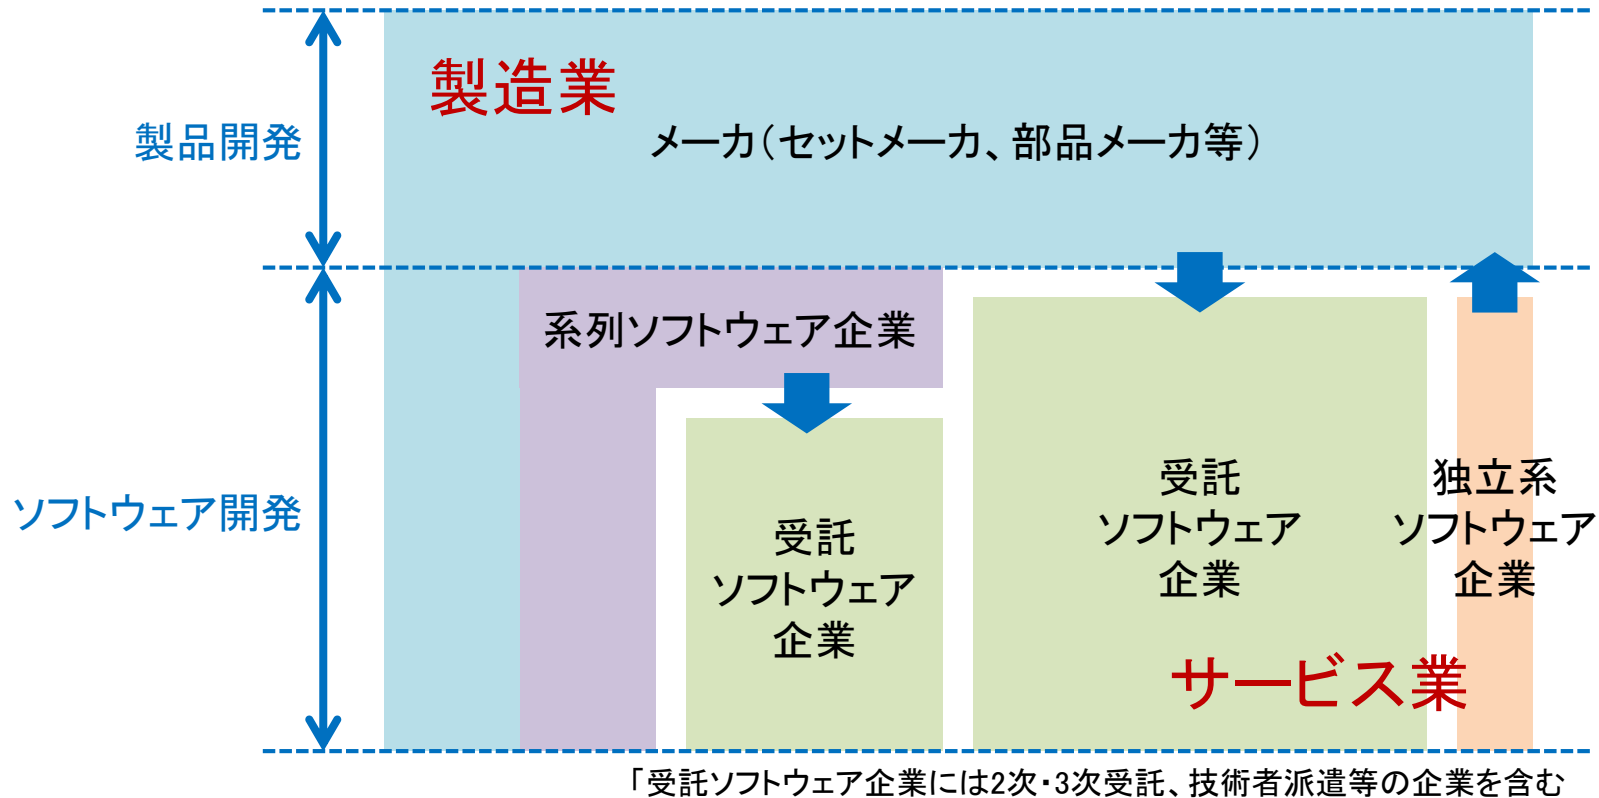 製造業
製品開発
メーカ（セットメーカ、部品メーカ等）
系列ソフトウェア企業
ソフトウェア開発
受託
ソフトウェア
企業
受託
ソフトウェア
企業
独立系
ソフトウェア
企業
サービス業
「受託ソフトウェア企業には2次・3次受託、技術者派遣等の企業を含む